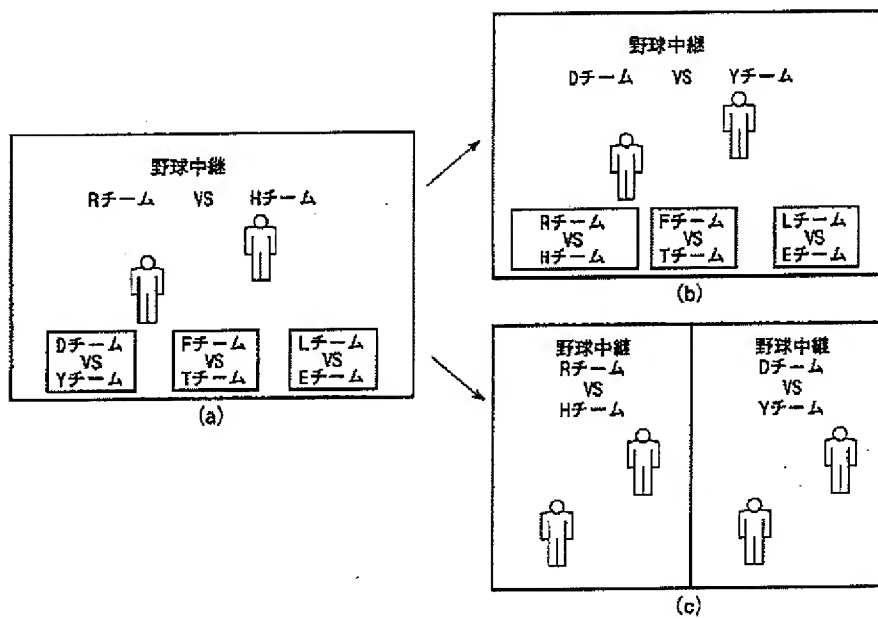 野球中継
Rチーム VS Hチーム
Dチーム
VS
Yチーム
Fチーム
VS
Tチーム
Lチーム
VS
Eチーム
(a)
野球中継
Dチーム VS Yチーム
Rチーム
VS
Hチーム
Fチーム
VS
Tチーム
Lチーム
VS
Eチーム
(b)
野球中継
Rチーム
VS
Hチーム
野球中継
Dチーム
VS
Yチーム
(c)